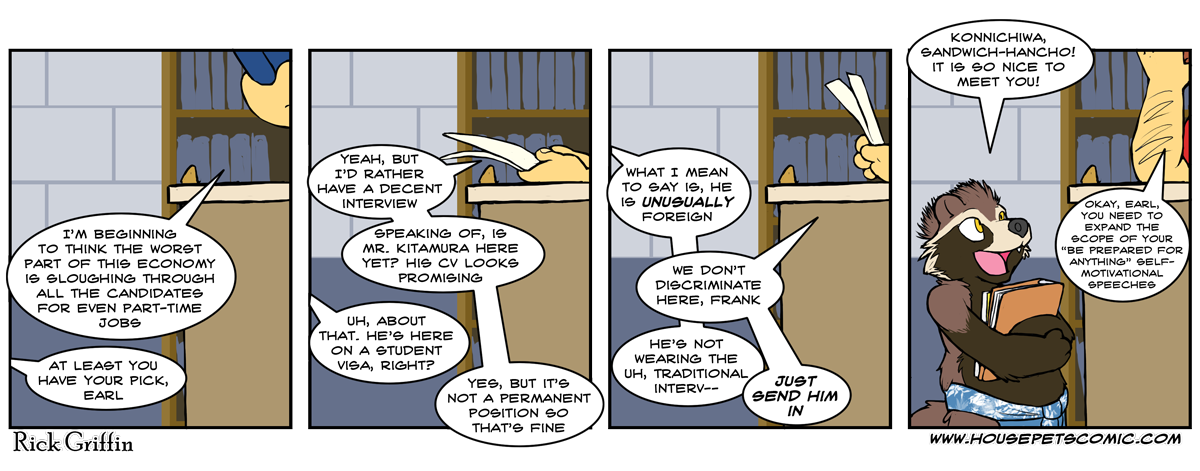 I'M BEGINNING
TO THINK THE WORST
PART OF THIS ECONOMY
IS SLOUGHING THROUGH
ALL THE CANDIDATES
FOR EVEN PART-TIME
JOBS
AT LEAST YOU
HAVE YOUR PICK,
EARL
YEAH, BUT
I'D RATHER
HAVE A DECENT
INTERVIEW
SPEAKING OF, IS
MR. KITAMURA HERE
YET? HIS CV LOOKS
PROMISING
UH, ABOUT
THAT. HE'S HERE
ON A STUDENT
VISA, RIGHT?
YES, BUT IT'S
NOT A PERMANENT
POSITION SO
THAT'S FINE
WHAT I MEAN
TO SAY IS, HE
IS UNUSUALLY
FOREIGN
WE DON'T
DISCRIMINATE
HERE, FRANK
HE'S NOT
WEARING THE
UH, TRADITIONAL
INTERV--
JUST
SEND HIM
IN
KONNICHIWA,
SANDWICH-HANCHO!
IT IS SO NICE TO
MEET YOU!
OKAY, EARL,
YOU NEED TO
EXPAND THE
SCOPE OF YOUR
"BE PREPARED FOR
ANYTHING" SELF-
MOTIVATIONAL
SPEECHES
Rick Griffin
WWW.HOUSEPETSCOMIC.COM